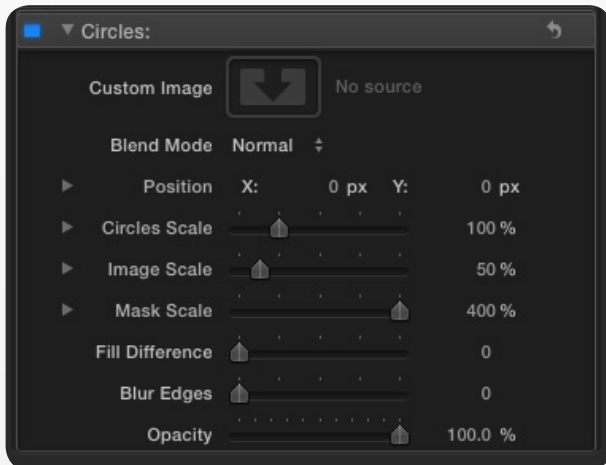 Circles:
Custom Image No source
Blend Mode Normal
Position X: 0 px Y: 0 px
Circles Scale 100 %
Image Scale 50 %
Mask Scale 400 %
Fill Difference 0
Blur Edges 0
Opacity 100.0 %